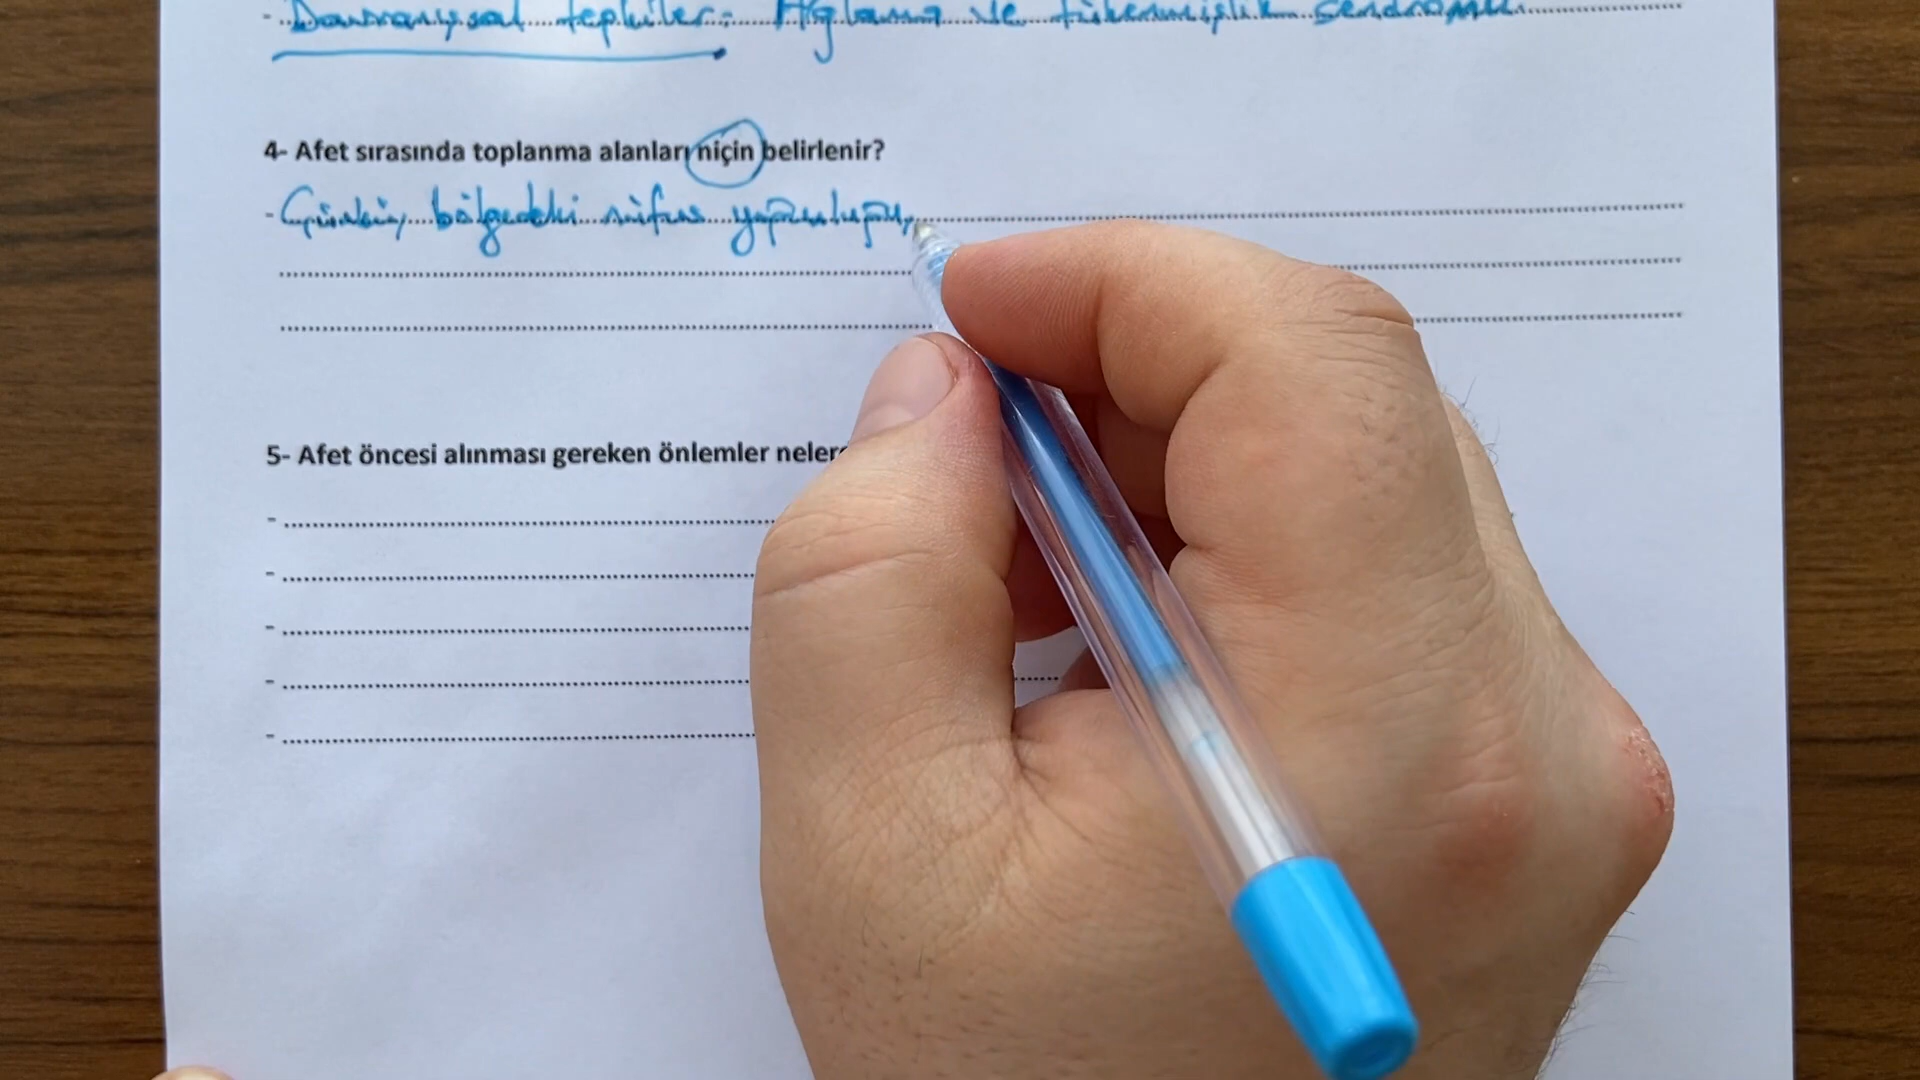 - Davranışsal tepkiler: Ağlama ve tükenmişlik sendromu.
4- Afet sırasında toplanma alanları niçin belirlenir?
- Çünkü, bölgedeki nüfus yoğunluğu,
5- Afet öncesi alınması gereken önlemler neler
-
-
-
-
-